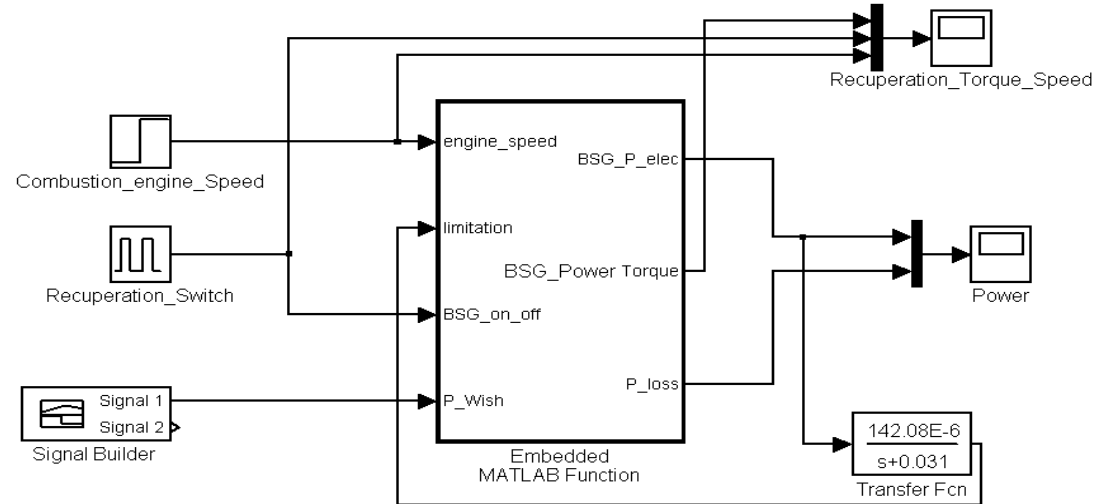 Recuperation_Torque_Speed
Combustion_engine_Speed
engine_speed
BSG_P_elec
limitation
Recuperation_Switch
BSG_Power Torque
Power
BSG_on_off
Signal 1
Signal 2
Signal Builder
P_Wish
P_loss
Embedded
MATLAB Function
142.08E-6
s+0.031
Transfer Fcn